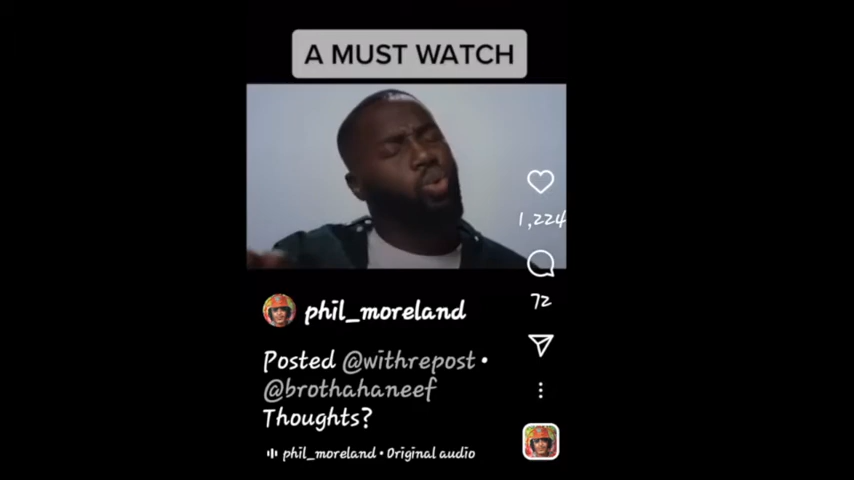 A MUST WATCH
1,224
72
phil_moreland
Posted @withrepost •
@brothahaneef
Thoughts?
phil_moreland • Original audio